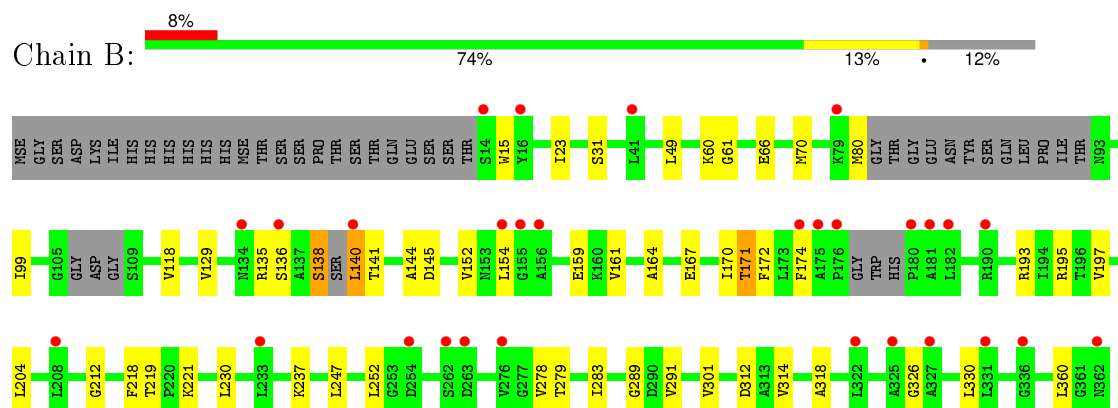 8%
Chain B:
74% 13% • 12%
MSE GLY SER ASP LYS ILE HIS HIS HIS HIS HIS HIS MSE THR SER SER PRO THR SER THR GLN GLU SER SER THR S14 W15 Y16 I23 S31 L41 L49 K60 G61 E66 M70 K79 M80 GLY THR GLY GLU ASN TYR SER GLN LEU PRO ILE THR N93
I99 G105 GLY ASP GLY S109 V118 V129 N134 R135 S136 A137 S138 SER L140 T141 A144 D145 V152 N153 L154 G155 A156 E159 K160 V161 A164 E167 I170 T171 F172 L173 F174 A175 P176 GLY TRP HIS P180 A181 L182 R190 R193 I194 R195 T196 V197
L204 L208 G212 F218 T219 P220 K221 L230 L233 K237 L247 L252 G253 D254 S262 D263 V276 G277 V278 T279 I283 G289 D290 V291 V301 D312 A313 V314 A318 L322 A325 G326 A327 L330 L331 G336 L360 G361 N362